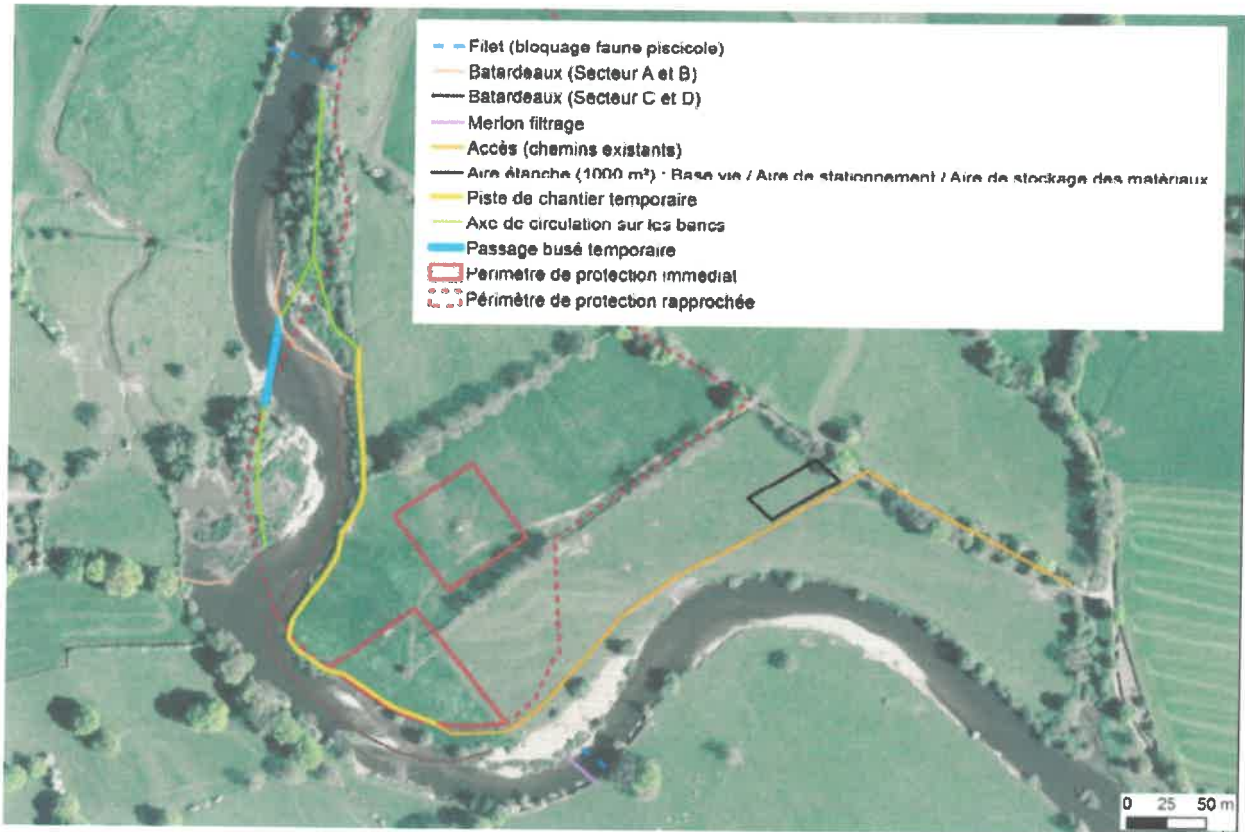 Filet (bloquage faune piscicole)
Batardeaux (Secteur A et B)
Batardeaux (Secteur C et D)
Merlon filtrage
Accès (chemins existants)
Aire étanche (1000 m²) : Base vie / Aire de stationnement / Aire de stockage des matériaux
Piste de chantier temporaire
Axe de circulation sur les bancs
Passage busé temporaire
Périmètre de protection immédiat
Périmètre de protection rapprochée
0 25 50 m